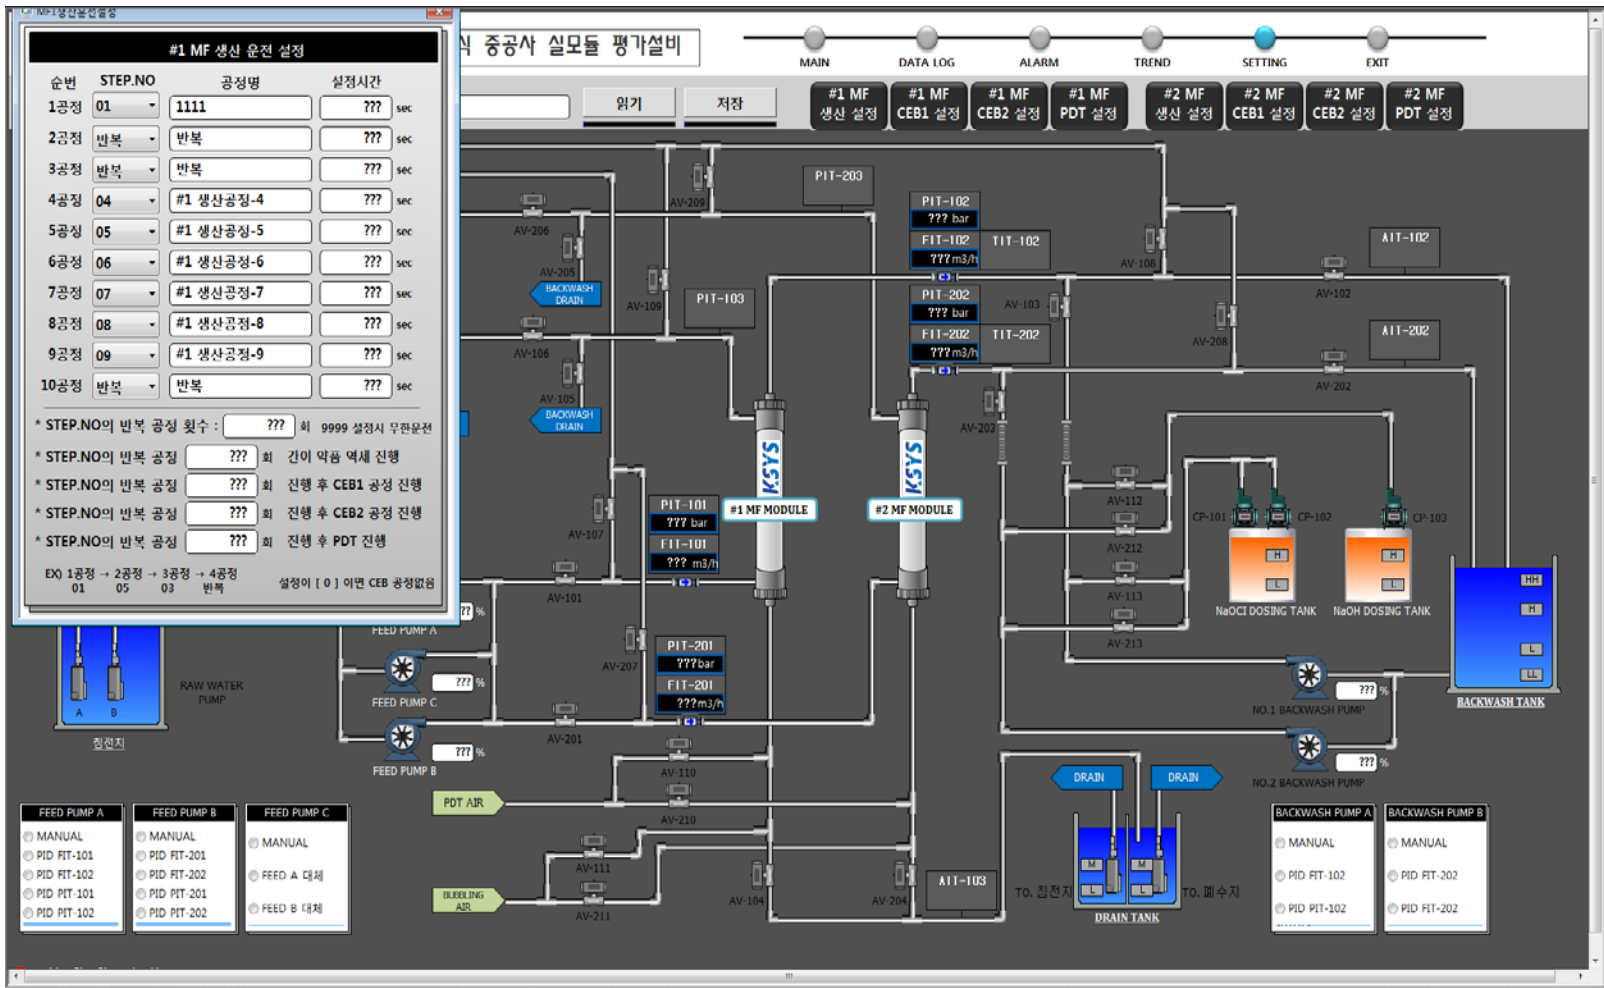 MF1생산운전설정
#1 MF 생산 운전 설정
순번 STEP.NO 공정명 설정시간
1공정 01 1111 ??? sec
2공정 반복 반복 ??? sec
3공정 반복 반복 ??? sec
4공정 04 #1 생산공정-4 ??? sec
5공정 05 #1 생산공정-5 ??? sec
6공정 06 #1 생산공정-6 ??? sec
7공정 07 #1 생산공정-7 ??? sec
8공정 08 #1 생산공정-8 ??? sec
9공정 09 #1 생산공정-9 ??? sec
10공정 반복 반복 ??? sec
* STEP.NO의 반복 공정 횟수 : ??? 회 9999 설정시 무한운전
* STEP.NO의 반복 공정 ??? 회 간이 약품 역세 진행
* STEP.NO의 반복 공정 ??? 회 진행 후 CEB1 공정 진행
* STEP.NO의 반복 공정 ??? 회 진행 후 CEB2 공정 진행
* STEP.NO의 반복 공정 ??? 회 진행 후 PDT 진행
EX) 1공정 → 2공정 → 3공정 → 4공정
01 05 03 반복
설정이 [ 0 ] 이면 CEB 공정없음
식 중공사 실모듈 평가설비
MAIN DATA LOG ALARM TREND SETTING EXIT
읽기 저장
#1 MF 생산 설정
#1 MF CEB1 설정
#1 MF CEB2 설정
#1 MF PDT 설정
#2 MF 생산 설정
#2 MF CEB1 설정
#2 MF CEB2 설정
#2 MF PDT 설정
AV-209
PIT-203
PIT-102
??? bar
FIT-102 TIT-102
??? m3/h
AV-206
AV-205
BACKWASH
DRAIN
AV-109
PIT-103
AV-108
AIT-102
AV-102
PIT-202
??? bar
FIT-202 TIT-202
??? m3/h
AV-103
AV-208
AIT-202
AV-202
AV-106
AV-105
BACKWASH
DRAIN
AV-203
KSYS
KSYS
#1 MF MODULE
#2 MF MODULE
PIT-101
??? bar
FIT-101
??? m3/h
AV-107
AV-101
AV-112
AV-212
AV-113
AV-213
CP-101 CP-102 CP-103
H
L
H
L
NaOCl DOSING TANK
NaOH DOSING TANK
HH
H
L
LL
BACKWASH TANK
?? %
FEED PUMP A
??? %
FEED PUMP C
??? %
FEED PUMP B
RAW WATER
PUMP
A B
침전지
AV-207
PIT-201
??? bar
FIT-201
??? m3/h
AV-201
AV-110
PDT AIR
AV-210
AV-111
BUBBLING
AIR
AV-211
AV-104
AV-204
AIT-103
??? %
NO.1 BACKWASH PUMP
??? %
NO.2 BACKWASH PUMP
DRAIN DRAIN
M M
L L
TO. 침전지 TO. 폐수지
DRAIN TANK
FEED PUMP A
MANUAL
PID FIT-101
PID FIT-102
PID PIT-101
PID PIT-102
FEED PUMP B
MANUAL
PID FIT-201
PID FIT-202
PID PIT-201
PID PIT-202
FEED PUMP C
MANUAL
FEED A 대체
FEED B 대체
BACKWASH PUMP A
MANUAL
PID FIT-102
PID PIT-102
BACKWASH PUMP B
MANUAL
PID FIT-202
PID FIT-202